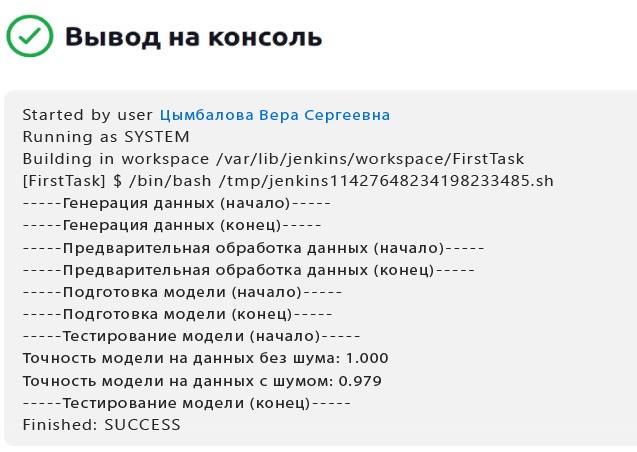 Вывод на консоль
Started by user Цымбалова Вера Сергеевна
Running as SYSTEM
Building in workspace /var/lib/jenkins/workspace/FirstTask
[FirstTask] $ /bin/bash /tmp/jenkins11427648234198233485.sh
-----Генерация данных (начало)-----
-----Генерация данных (конец)-----
-----Предварительная обработка данных (начало)-----
-----Предварительная обработка данных (конец)-----
-----Подготовка модели (начало)-----
-----Подготовка модели (конец)-----
-----Тестирование модели (начало)-----
Точность модели на данных без шума: 1.000
Точность модели на данных с шумом: 0.979
-----Тестирование модели (конец)-----
Finished: SUCCESS